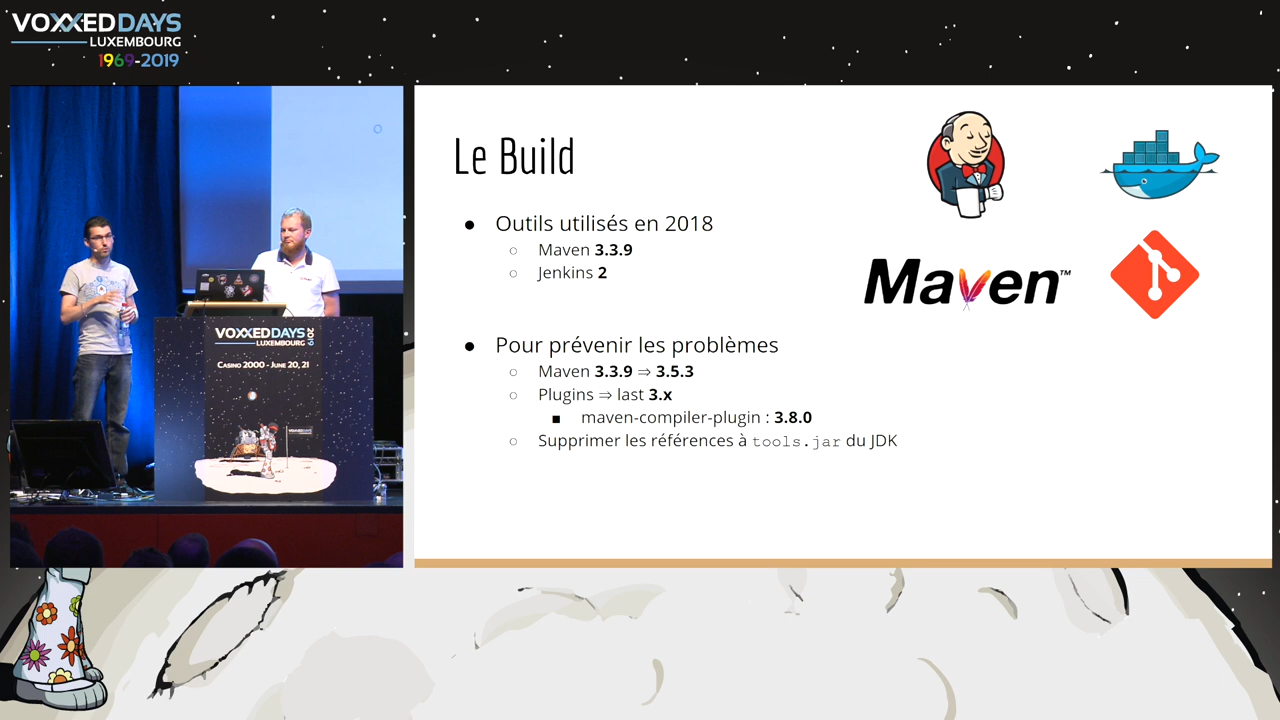 VOXXEDDAYS
LUXEMBOURG
1969-2019
VOXXEDDAYS
LUXEMBOURG
2019
CASINO 2000 - JUNE 20, 21
Le Build
● Outils utilisés en 2018
○ Maven 3.3.9
○ Jenkins 2
● Pour prévenir les problèmes
○ Maven 3.3.9 ⇒ 3.5.3
○ Plugins ⇒ last 3.x
■ maven-compiler-plugin : 3.8.0
○ Supprimer les références à tools.jar du JDK
Maven™